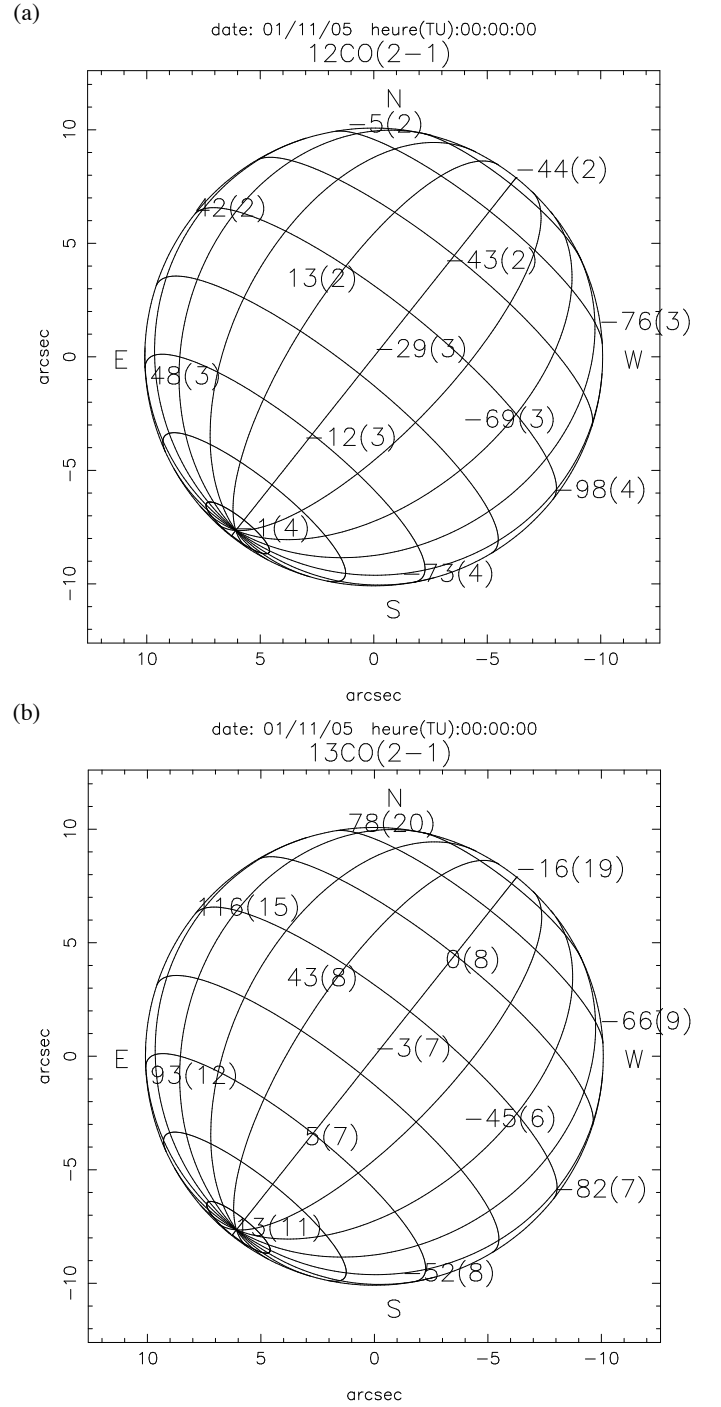 (a)
date: 01/11/05 heure(TU):00:00:00
12CO(2−1)
N
−5(2)
−44(2)
42(2)
−43(2)
13(2)
−76(3)
−29(3)
E
W
48(3)
−69(3)
−12(3)
−98(4)
1(4)
−73(4)
S
10
5
0
−5
−10
arcsec
10
5
0
−5
−10
arcsec
(b)
date: 01/11/05 heure(TU):00:00:00
13CO(2−1)
N
78(20)
−16(19)
116(15)
0(8)
43(8)
−66(9)
−3(7)
E
W
93(12)
−45(6)
5(7)
−82(7)
13(11)
−52(8)
S
10
5
0
−5
−10
arcsec
10
5
0
−5
−10
arcsec